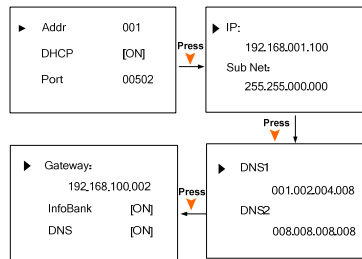 Addr 001
DHCP [ON]
Port 00502
Press
IP:
192.168.001.100
Sub Net:
255.255.000.000
Press
DNS1
001.002.004.008
DNS2
008.008.008.008
Press
Gateway:
192.168.100.002
InfoBank [ON]
DNS [ON]